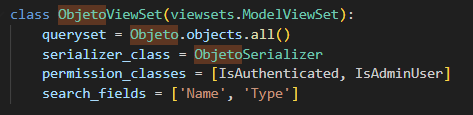 class ObjetoViewSet(viewsets.ModelViewSet):
    queryset = Objeto.objects.all()
    serializer_class = ObjetoSerializer
    permission_classes = [IsAuthenticated, IsAdminUser]
    search_fields = ['Name', 'Type']